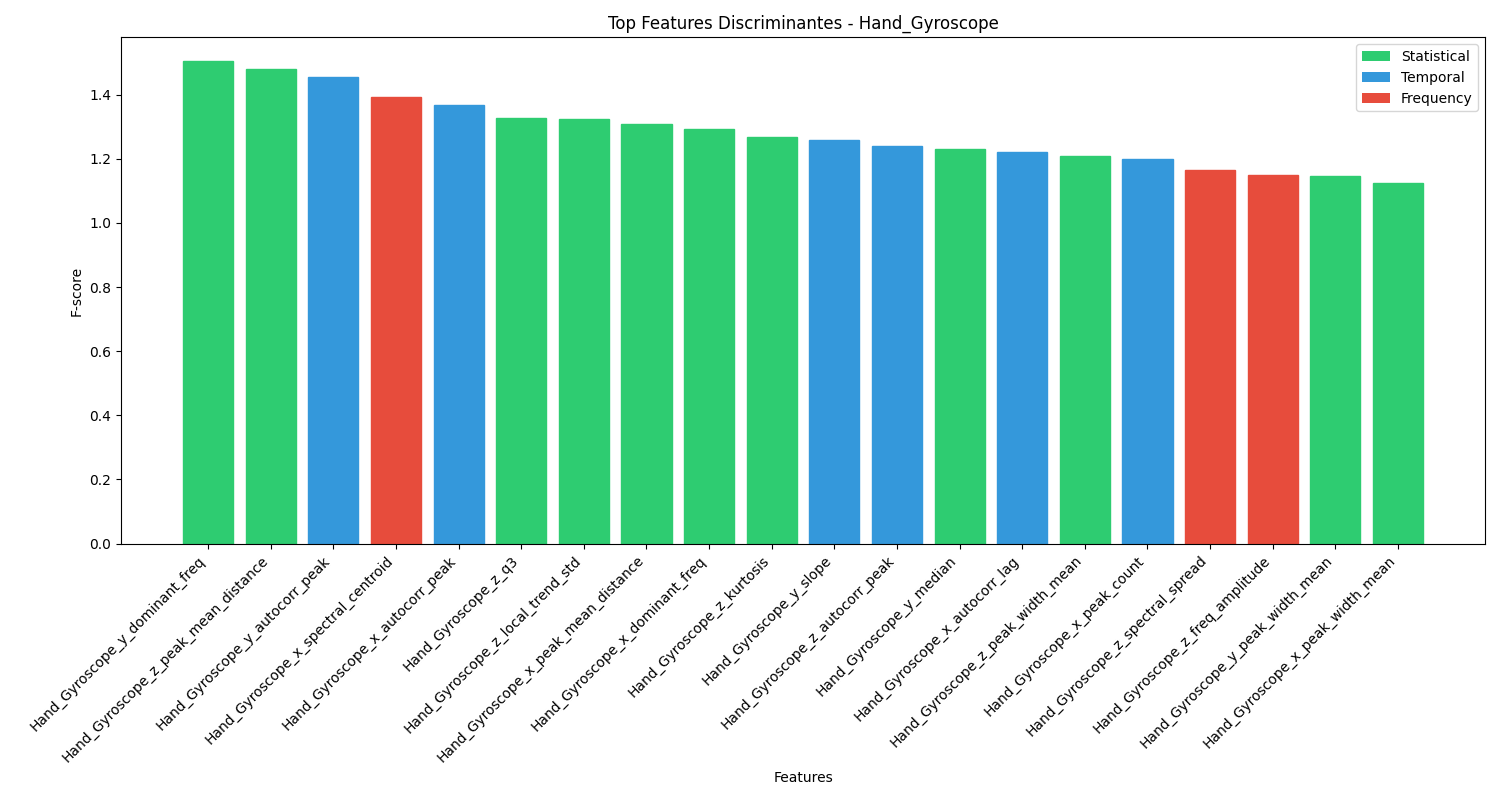 Top Features Discriminantes - Hand_Gyroscope
Statistical
Temporal
Frequency
F-score
1.4
1.2
1.0
0.8
0.6
0.4
0.2
0.0
Hand_Gyroscope_y_dominant_freq
Hand_Gyroscope_z_peak_mean_distance
Hand_Gyroscope_y_autocorr_peak
Hand_Gyroscope_x_spectral_centroid
Hand_Gyroscope_x_autocorr_peak
Hand_Gyroscope_z_q3
Hand_Gyroscope_z_local_trend_std
Hand_Gyroscope_x_peak_mean_distance
Hand_Gyroscope_x_dominant_freq
Hand_Gyroscope_z_kurtosis
Hand_Gyroscope_y_slope
Hand_Gyroscope_z_autocorr_peak
Hand_Gyroscope_y_median
Hand_Gyroscope_x_autocorr_lag
Hand_Gyroscope_z_peak_width_mean
Hand_Gyroscope_x_peak_count
Hand_Gyroscope_z_spectral_spread
Hand_Gyroscope_z_freq_amplitude
Hand_Gyroscope_y_peak_width_mean
Hand_Gyroscope_x_peak_width_mean
Features